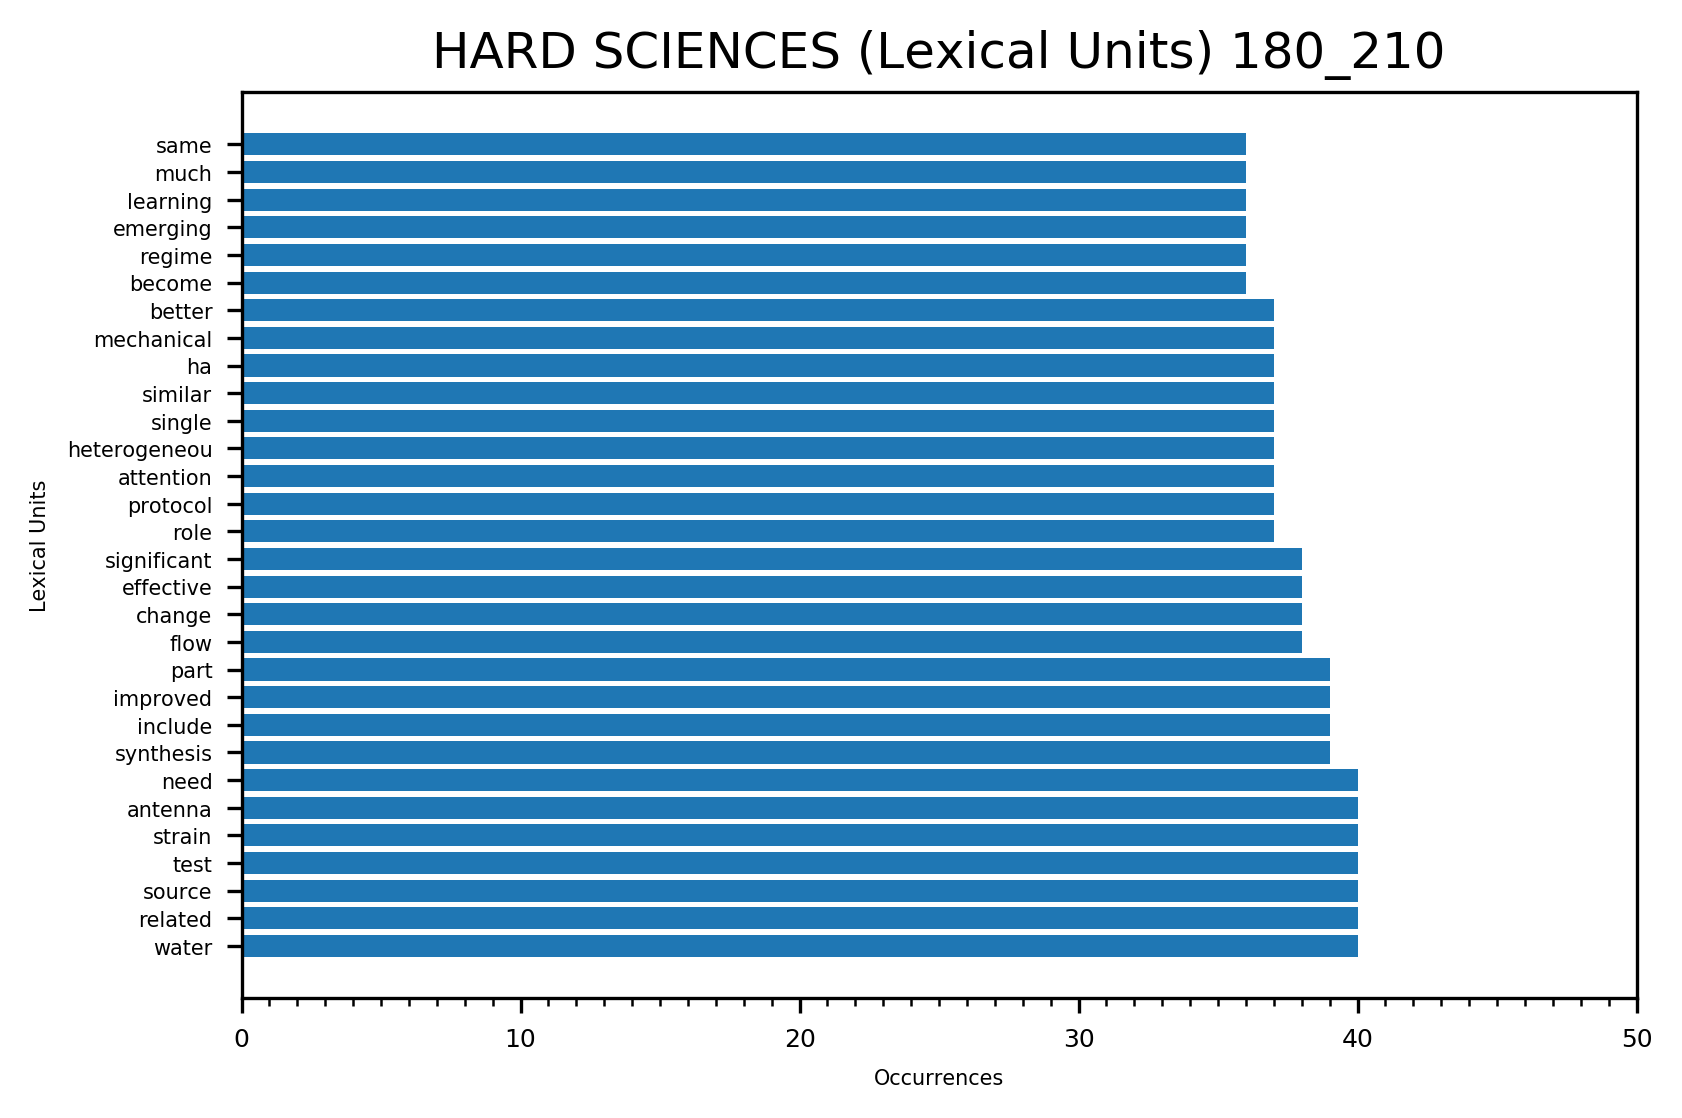 HARD SCIENCES (Lexical Units) 180_210
same
much
learning
emerging
regime
become
better
mechanical
ha
similar
single
heterogeneou
attention
protocol
role
significant
effective
change
flow
part
improved
include
synthesis
need
antenna
strain
test
source
related
water
Lexical Units
0 10 20 30 40 50
Occurrences